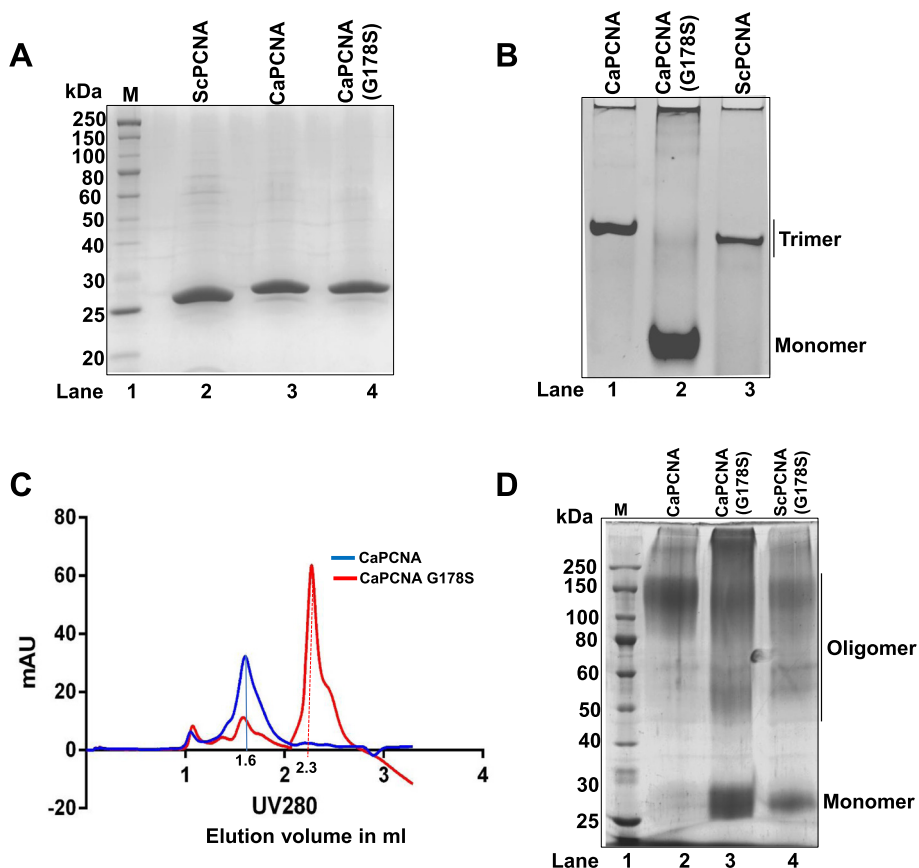 A
kDa
M
ScPCNA
CaPCNA
CaPCNA
(G178S)
250
150
100
80
60
50
40
30
25
20
Lane 1 2 3 4
B
CaPCNA
CaPCNA
(G178S)
ScPCNA
Trimer
Monomer
Lane 1 2 3
C
80
60
40
20
0
-20
mAU
CaPCNA
CaPCNA G178S
1.6
2.3
1 2 3 4
UV280
Elution volume in ml
D
kDa
M
CaPCNA
CaPCNA
(G178S)
ScPCNA
(G178S)
250
150
100
80
60
50
40
30
25
Oligomer
Monomer
Lane 1 2 3 4